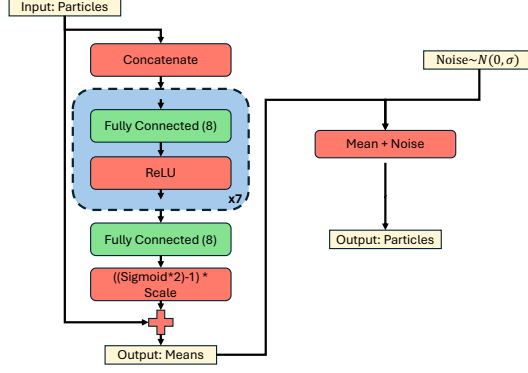 Input: Particles
Concatenate
Fully Connected (8)
ReLU
x7
Fully Connected (8)
((Sigmoid*2)-1) *
Scale
Output: Means
Noise~N(0, σ)
Mean + Noise
Output: Particles